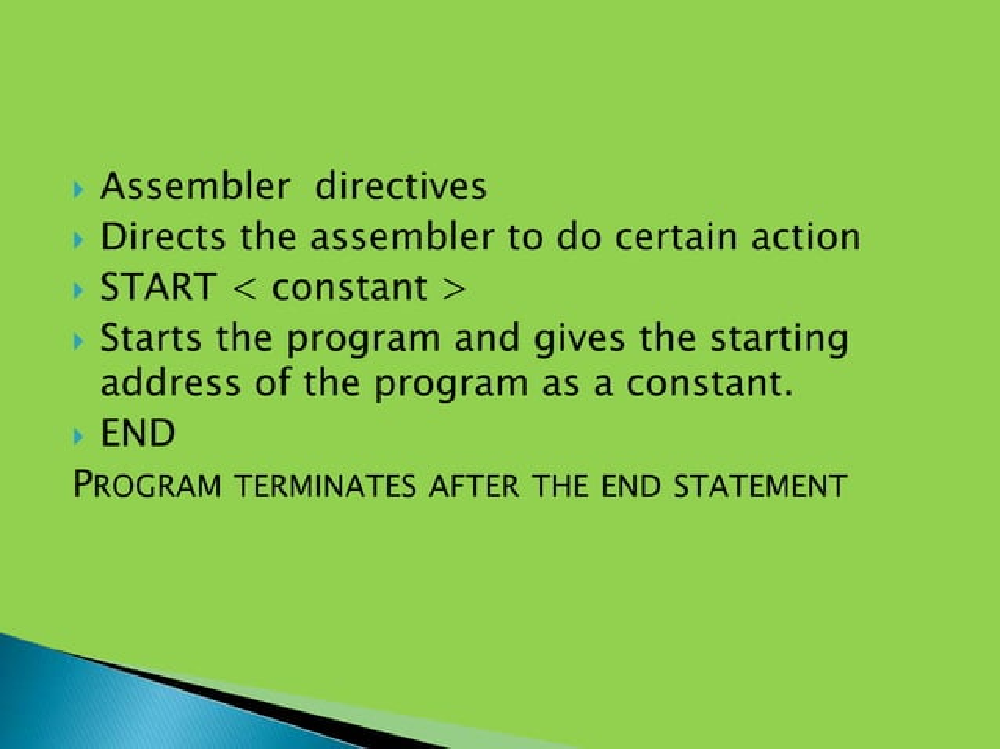 Assembler directives
Directs the assembler to do certain action
START < constant >
Starts the program and gives the starting
address of the program as a constant.
END
PROGRAM TERMINATES AFTER THE END STATEMENT